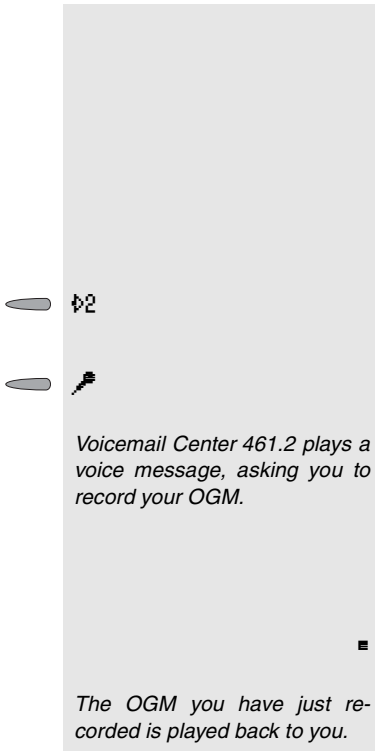 2
Voicemail Center 461.2 plays a
voice message, asking you to
record your OGM.
The OGM you have just re-
corded is played back to you.